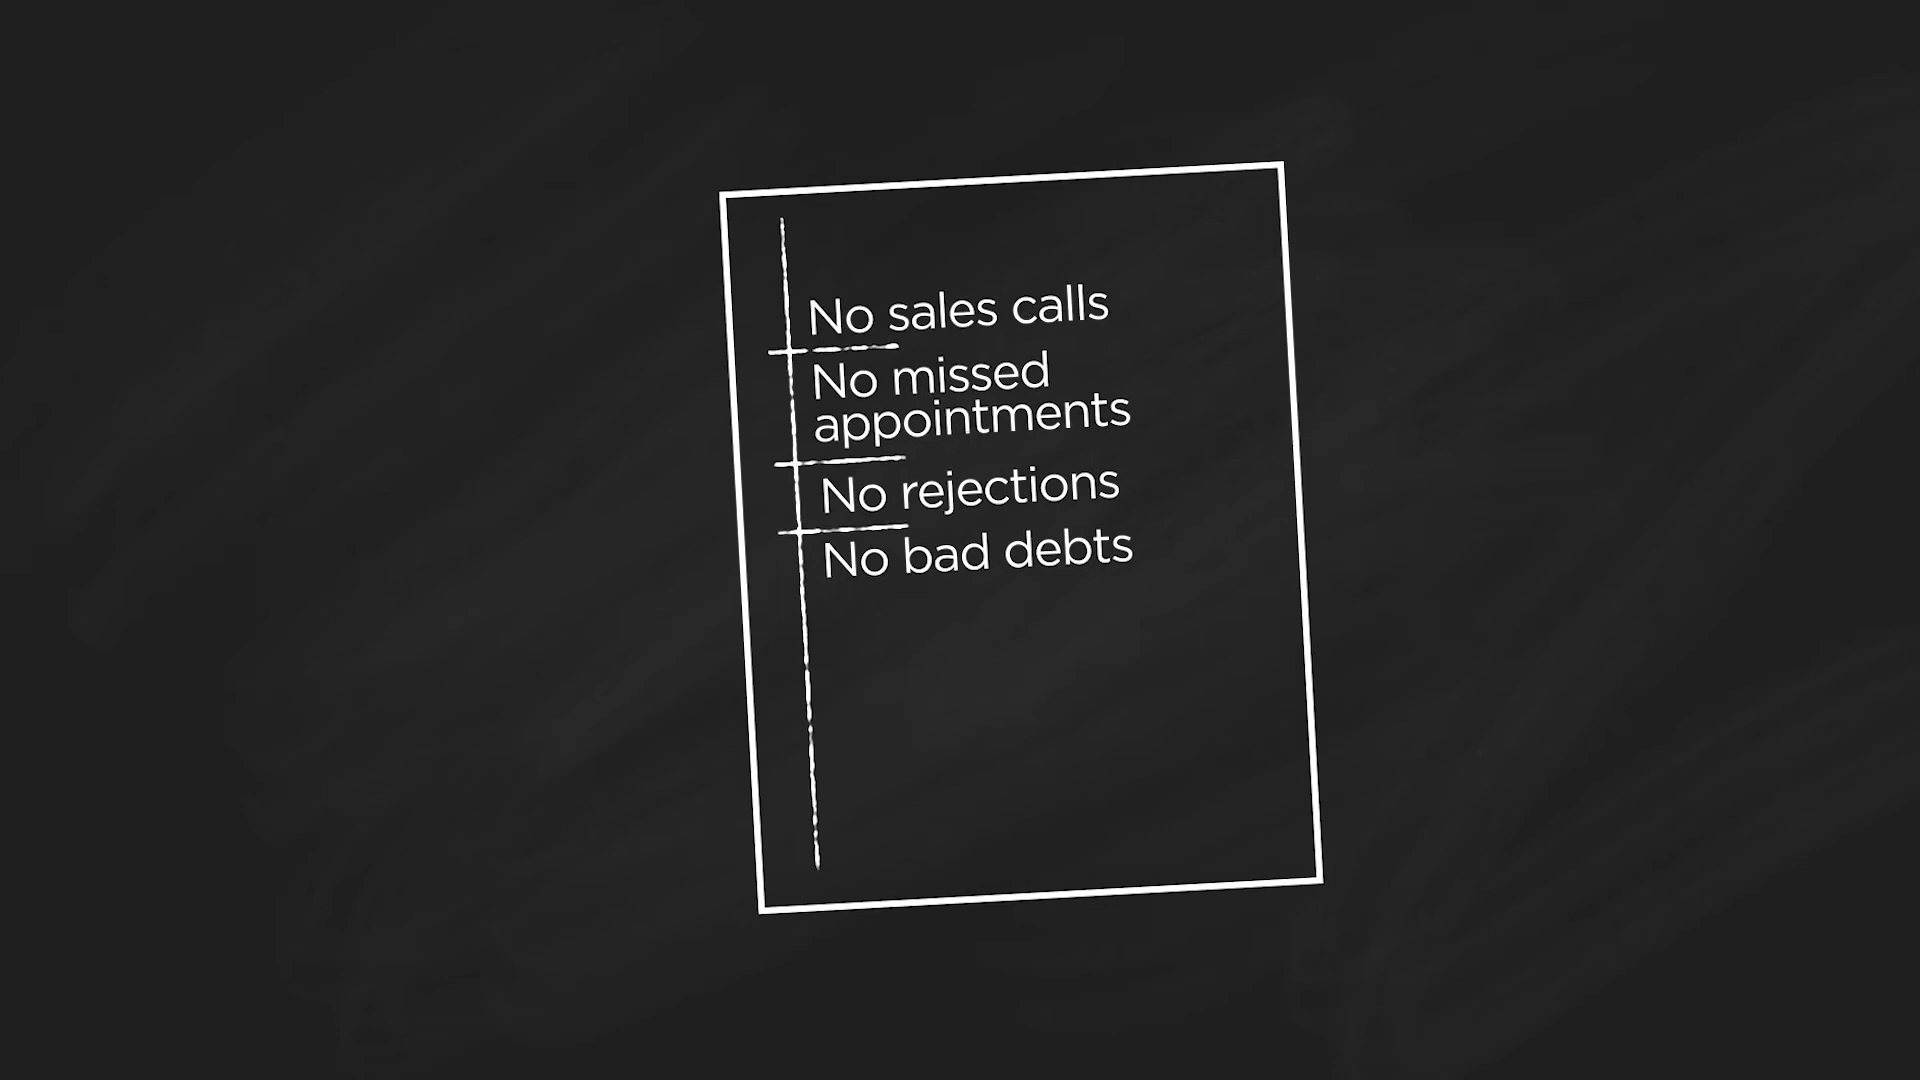 No sales calls
No missed
appointments
No rejections
No bad debts